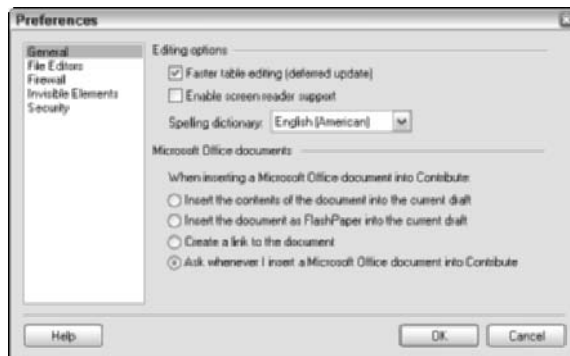 Preferences
General
File Editors
Firewall
Invisible Elements
Security
Editing options
Faster table editing (deferred update)
Enable screen reader support
Spelling dictionary: English (American)
Microsoft Office documents
When inserting a Microsoft Office document into Contribute:
Insert the contents of the document into the current draft
Insert the document as FlashPaper into the current draft
Create a link to the document
Ask whenever I insert a Microsoft Office document into Contribute
Help
OK
Cancel